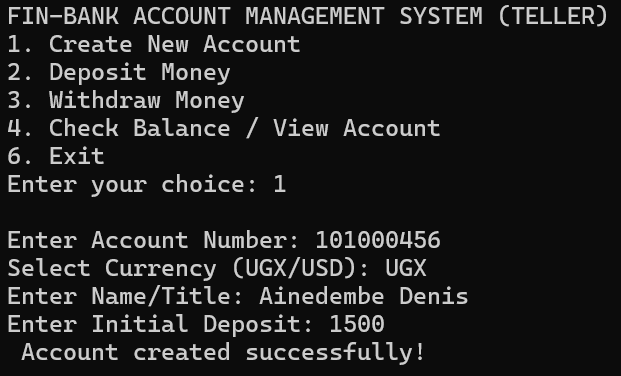 FIN-BANK ACCOUNT MANAGEMENT SYSTEM (TELLER)
1. Create New Account
2. Deposit Money
3. Withdraw Money
4. Check Balance / View Account
6. Exit
Enter your choice: 1
Enter Account Number: 101000456
Select Currency (UGX/USD): UGX
Enter Name/Title: Ainedembe Denis
Enter Initial Deposit: 1500
Account created successfully!